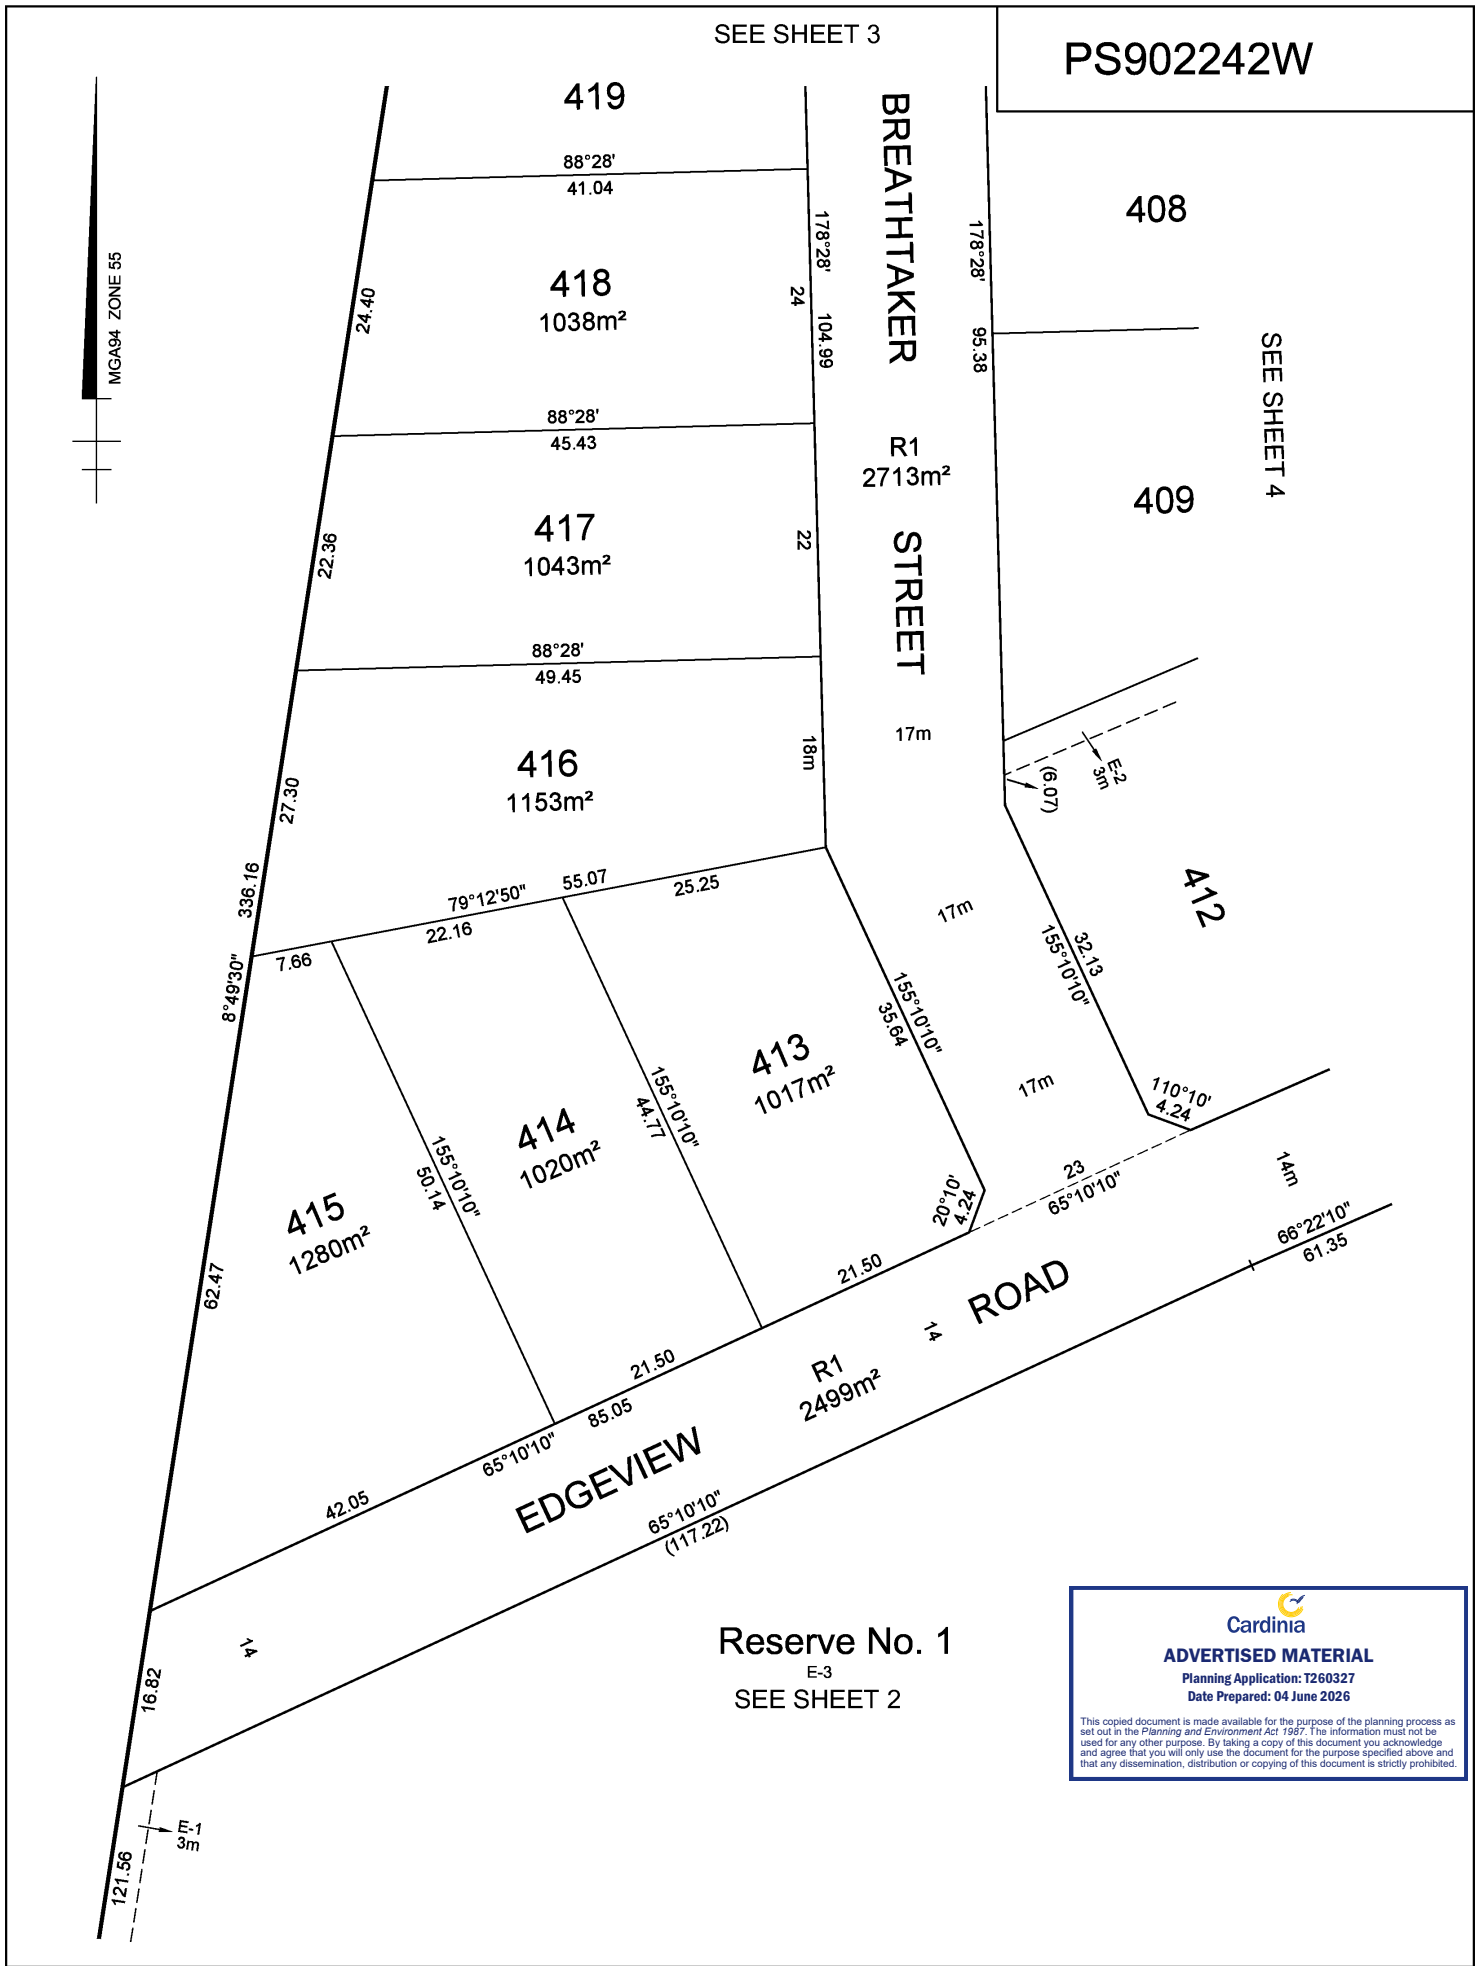 SEE SHEET 3
PS902242W
MGA94 ZONE 55
419
88°28'
41.04
418
1038m²
24.40
24
178°28'
104.99
88°28'
45.43
417
1043m²
22.36
22
88°28'
49.45
416
1153m²
27.30
18m
BREATHTAKER STREET
R1
2713m²
17m
178°28'
95.38
408
409
SEE SHEET 4
E-2
3m
(6.07)
412
336.16
8°49'30"
79°12'50"
55.07
7.66
22.16
25.25
17m
155°10'10"
35.64
32.13
155°10'10"
413
1017m²
155°10'10"
44.77
414
1020m²
155°10'10"
50.14
415
1280m²
62.47
17m
110°10'
4.24
20°10'
4.24
23
65°10'10"
14m
66°22'10"
61.35
21.50
21.50
85.05
65°10'10"
42.05
EDGEVIEW ROAD
14
R1
2499m²
65°10'10"
(117.22)
14
16.82
Reserve No. 1
E-3
SEE SHEET 2
E-1
3m
121.56
Cardinia
ADVERTISED MATERIAL
Planning Application: T260327
Date Prepared: 04 June 2026
This copied document is made available for the purpose of the planning process as
set out in the Planning and Environment Act 1987. The information must not be
used for any other purpose. By taking a copy of this document you acknowledge
and agree that you will only use the document for the purpose specified above and
that any dissemination, distribution or copying of this document is strictly prohibited.